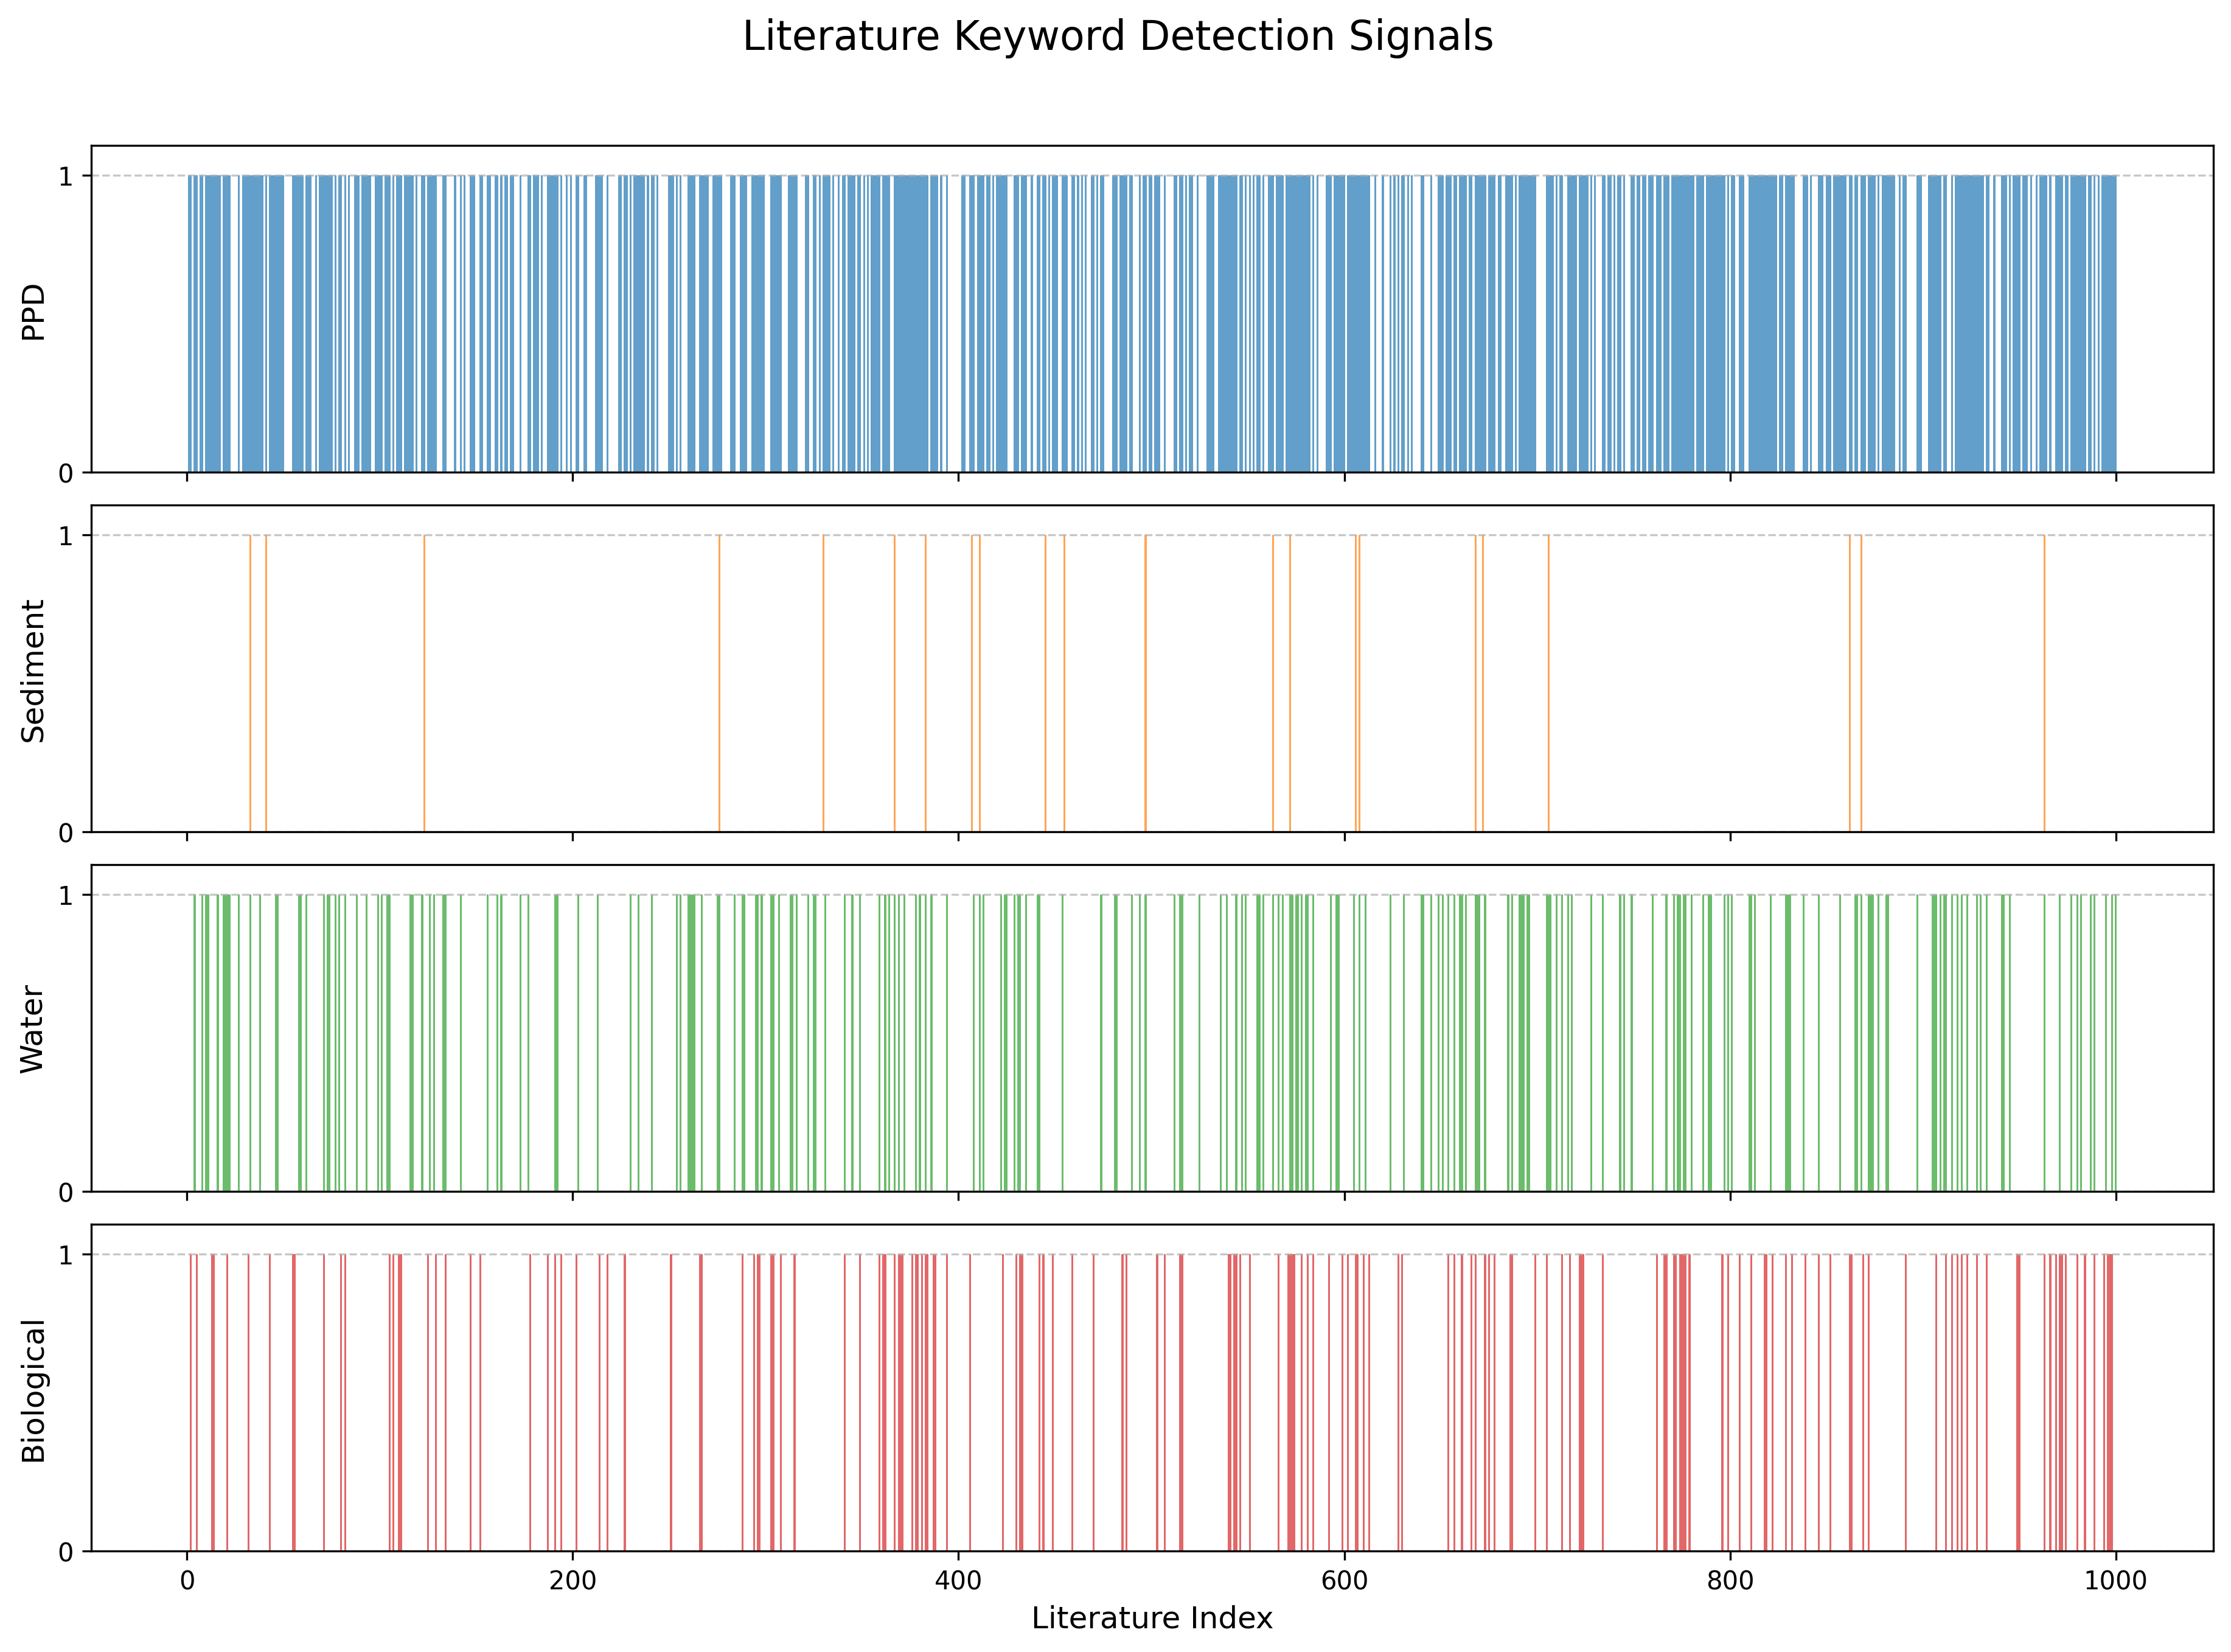 Literature Keyword Detection Signals
1
0
PPD
1
0
Sediment
1
0
Water
1
0
Biological
0 200 400 600 800 1000
Literature Index